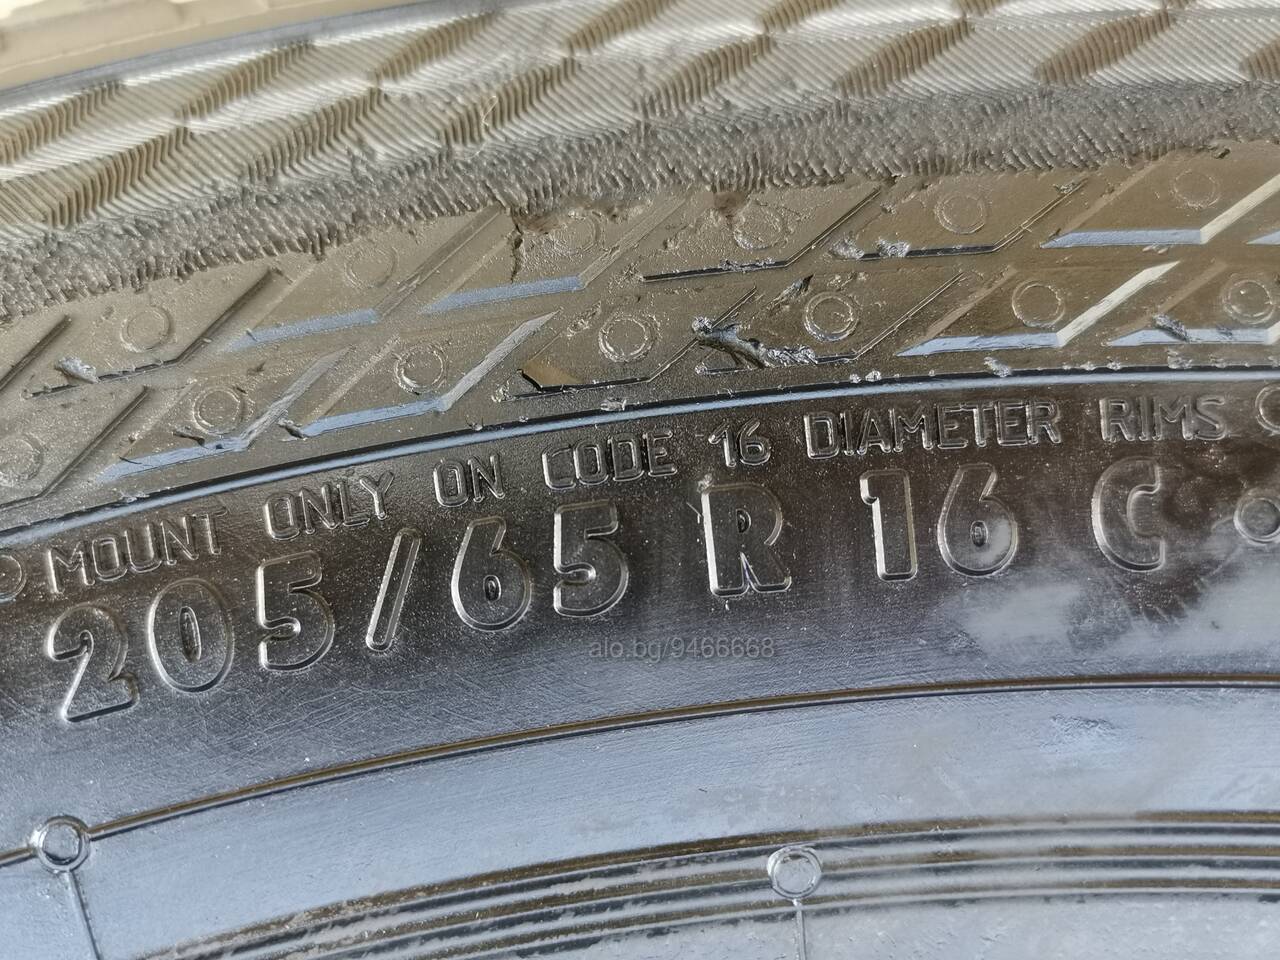 MOUNT ONLY ON CODE 16 DIAMETER RIMS
205/65 R 16 C
alo.bg/9466668